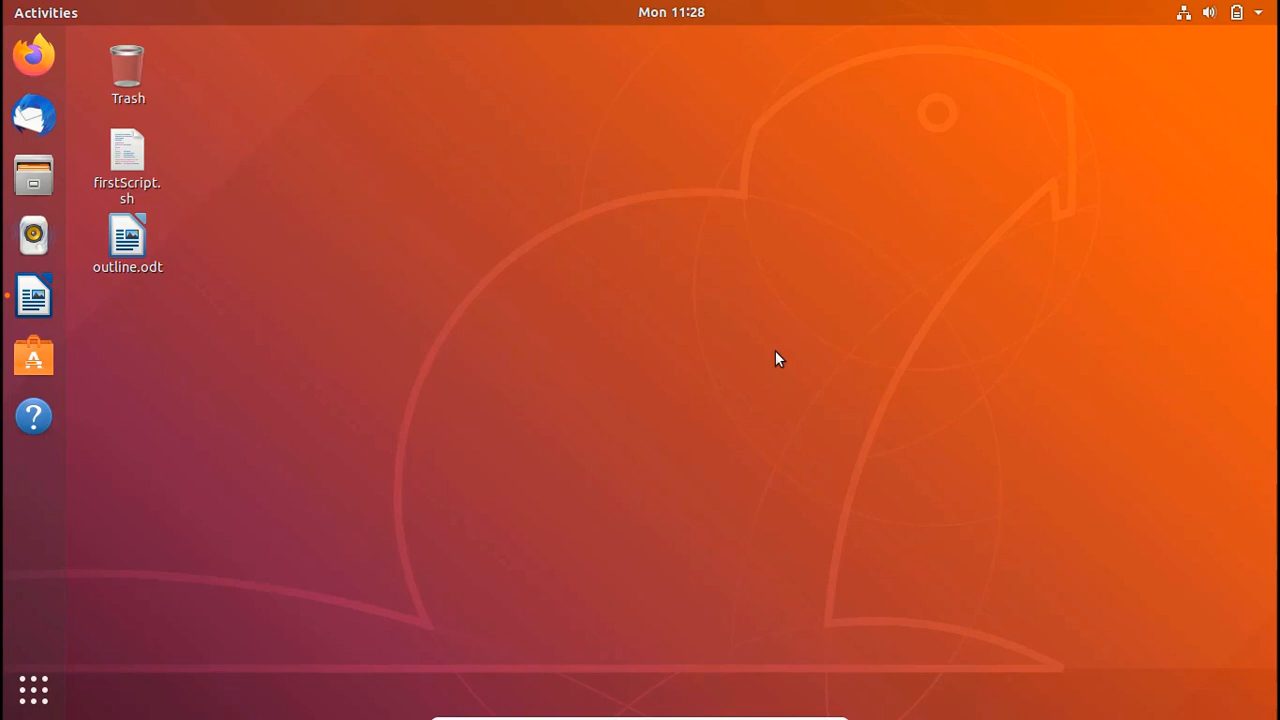 Activities
Mon 11:28
Trash
firstScript.
sh
outline.odt